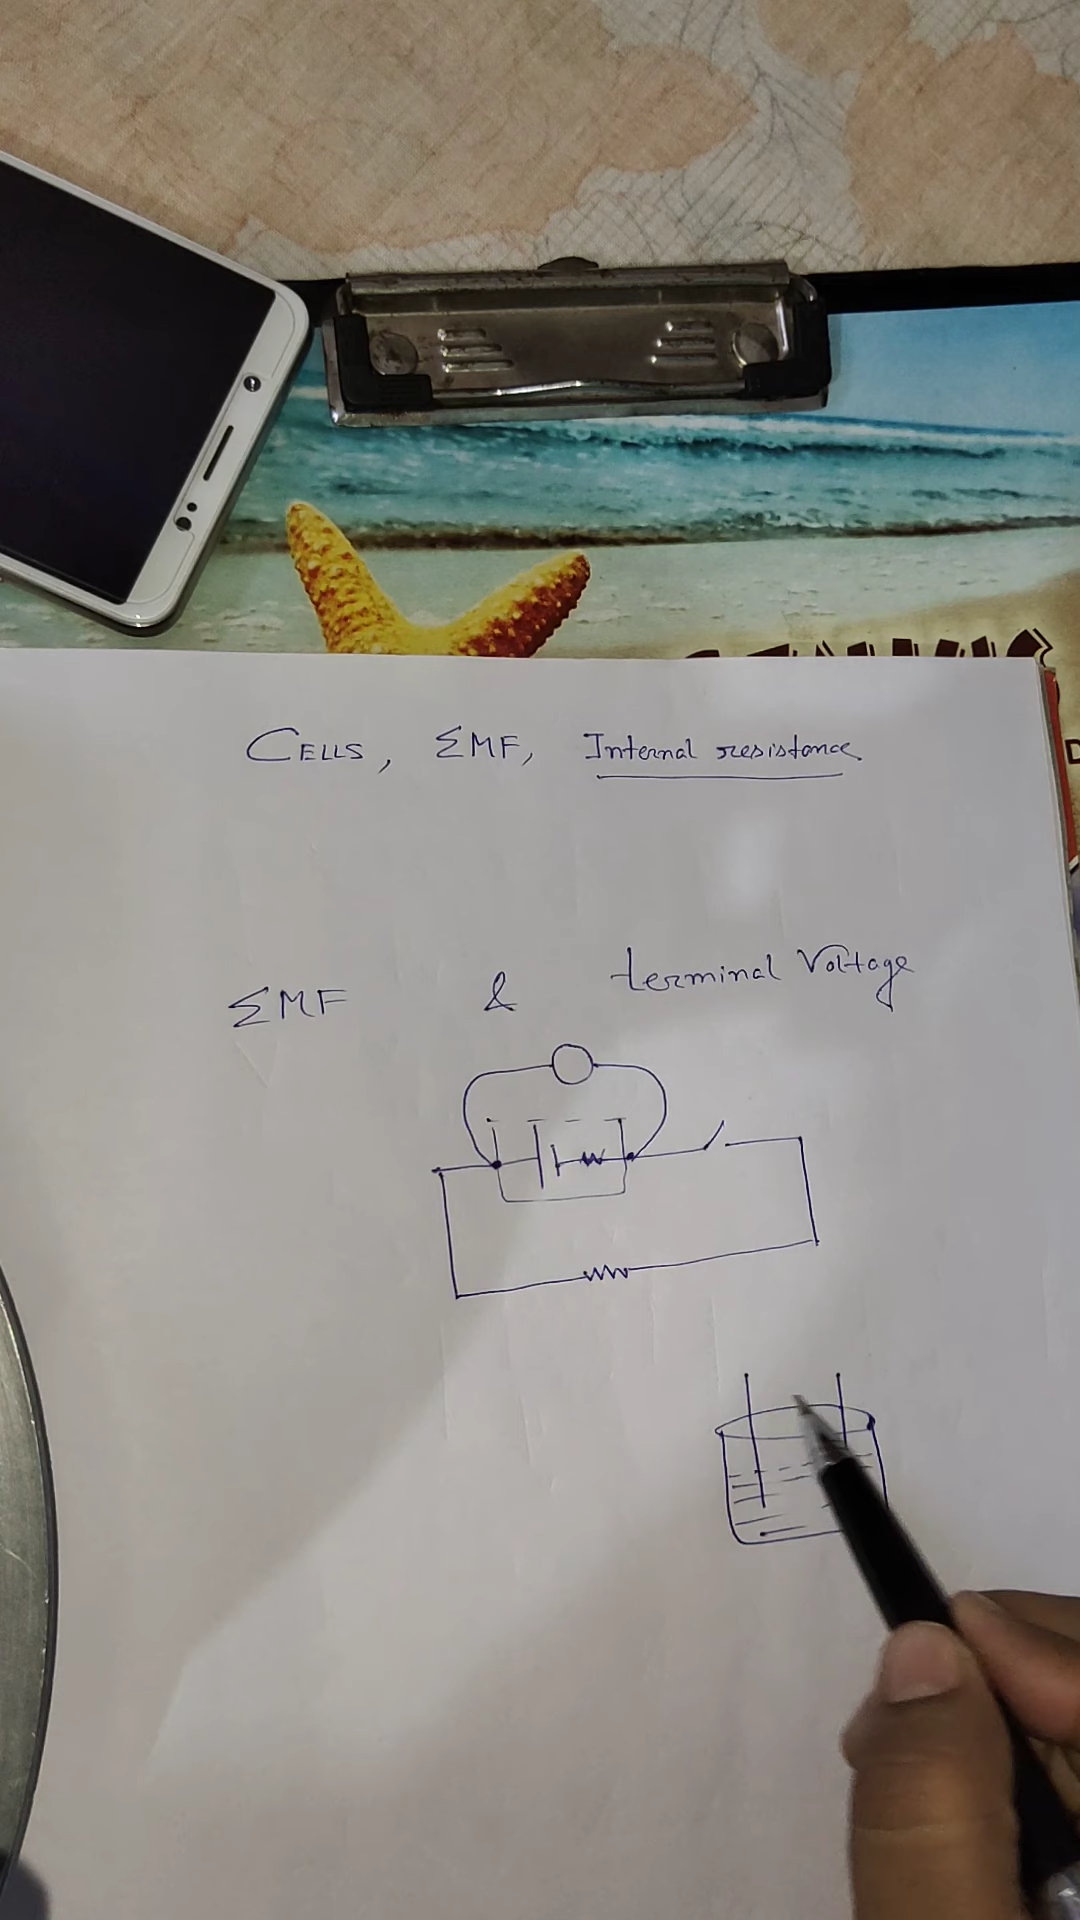 CELLS, EMF, Internal resistance
EMF & terminal Voltage